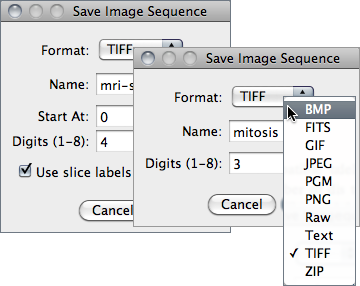 Save Image Sequence
Format: TIFF
Name: mri-s
Start At: 0
Digits (1-8): 4
Use slice labels
Cancel
Save Image Sequence
Format: TIFF
Name: mitosis
Digits (1-8): 3
Cancel
BMP
FITS
GIF
JPEG
PGM
PNG
Raw
Text
✓ TIFF
ZIP